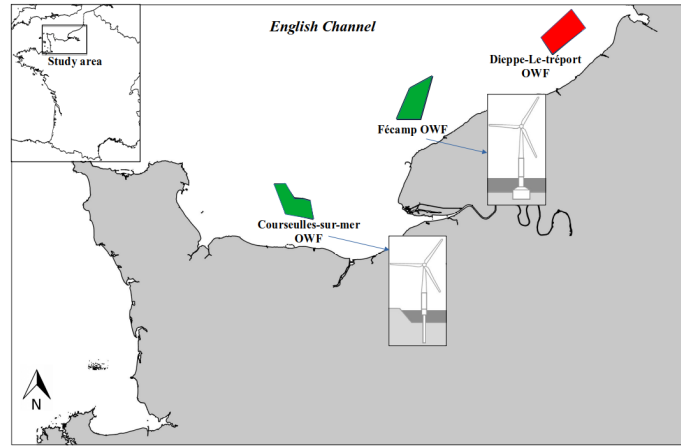 English Channel
Study area
Dieppe-Le-tréport
OWF
Fécamp OWF
Courseulles-sur-mer
OWF
N